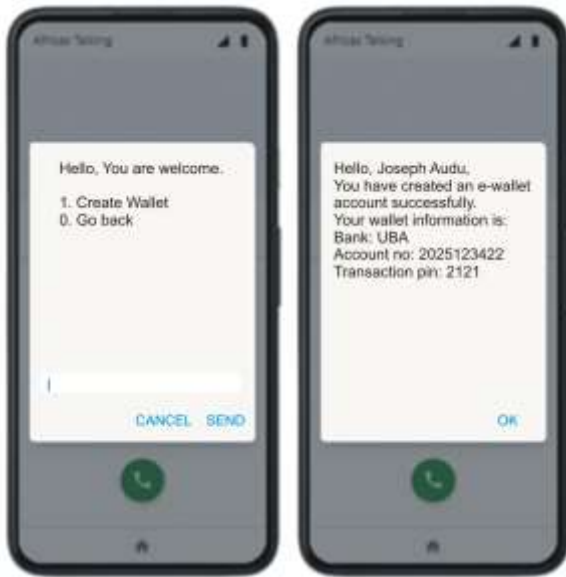 Africas Talking
Hello, You are welcome.
1. Create Wallet
0. Go back
CANCEL SEND
Africas Talking
Hello, Joseph Audu,
You have created an e-wallet
account successfully.
Your wallet information is:
Bank: UBA
Account no: 2025123422
Transaction pin: 2121
OK